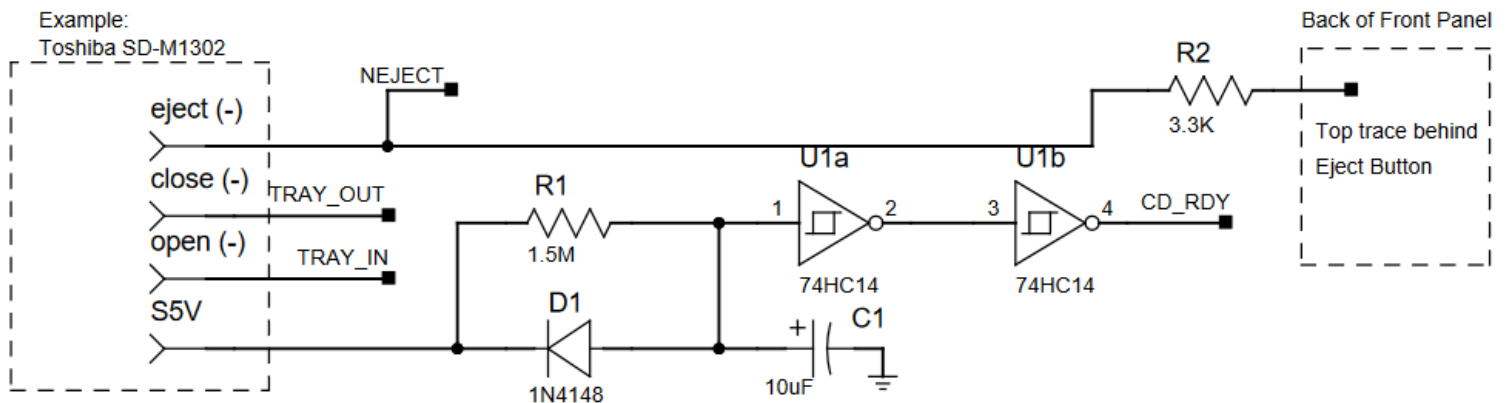 Example:
Toshiba SD-M1302
Back of Front Panel
NEJECT
R2
eject (-)
3.3K
Top trace behind
Eject Button
U1a
U1b
close (-)
TRAY_OUT
R1
1
2
3
4
CD_RDY
open (-)
TRAY_IN
1.5M
74HC14
74HC14
S5V
D1
C1
+
1N4148
10uF